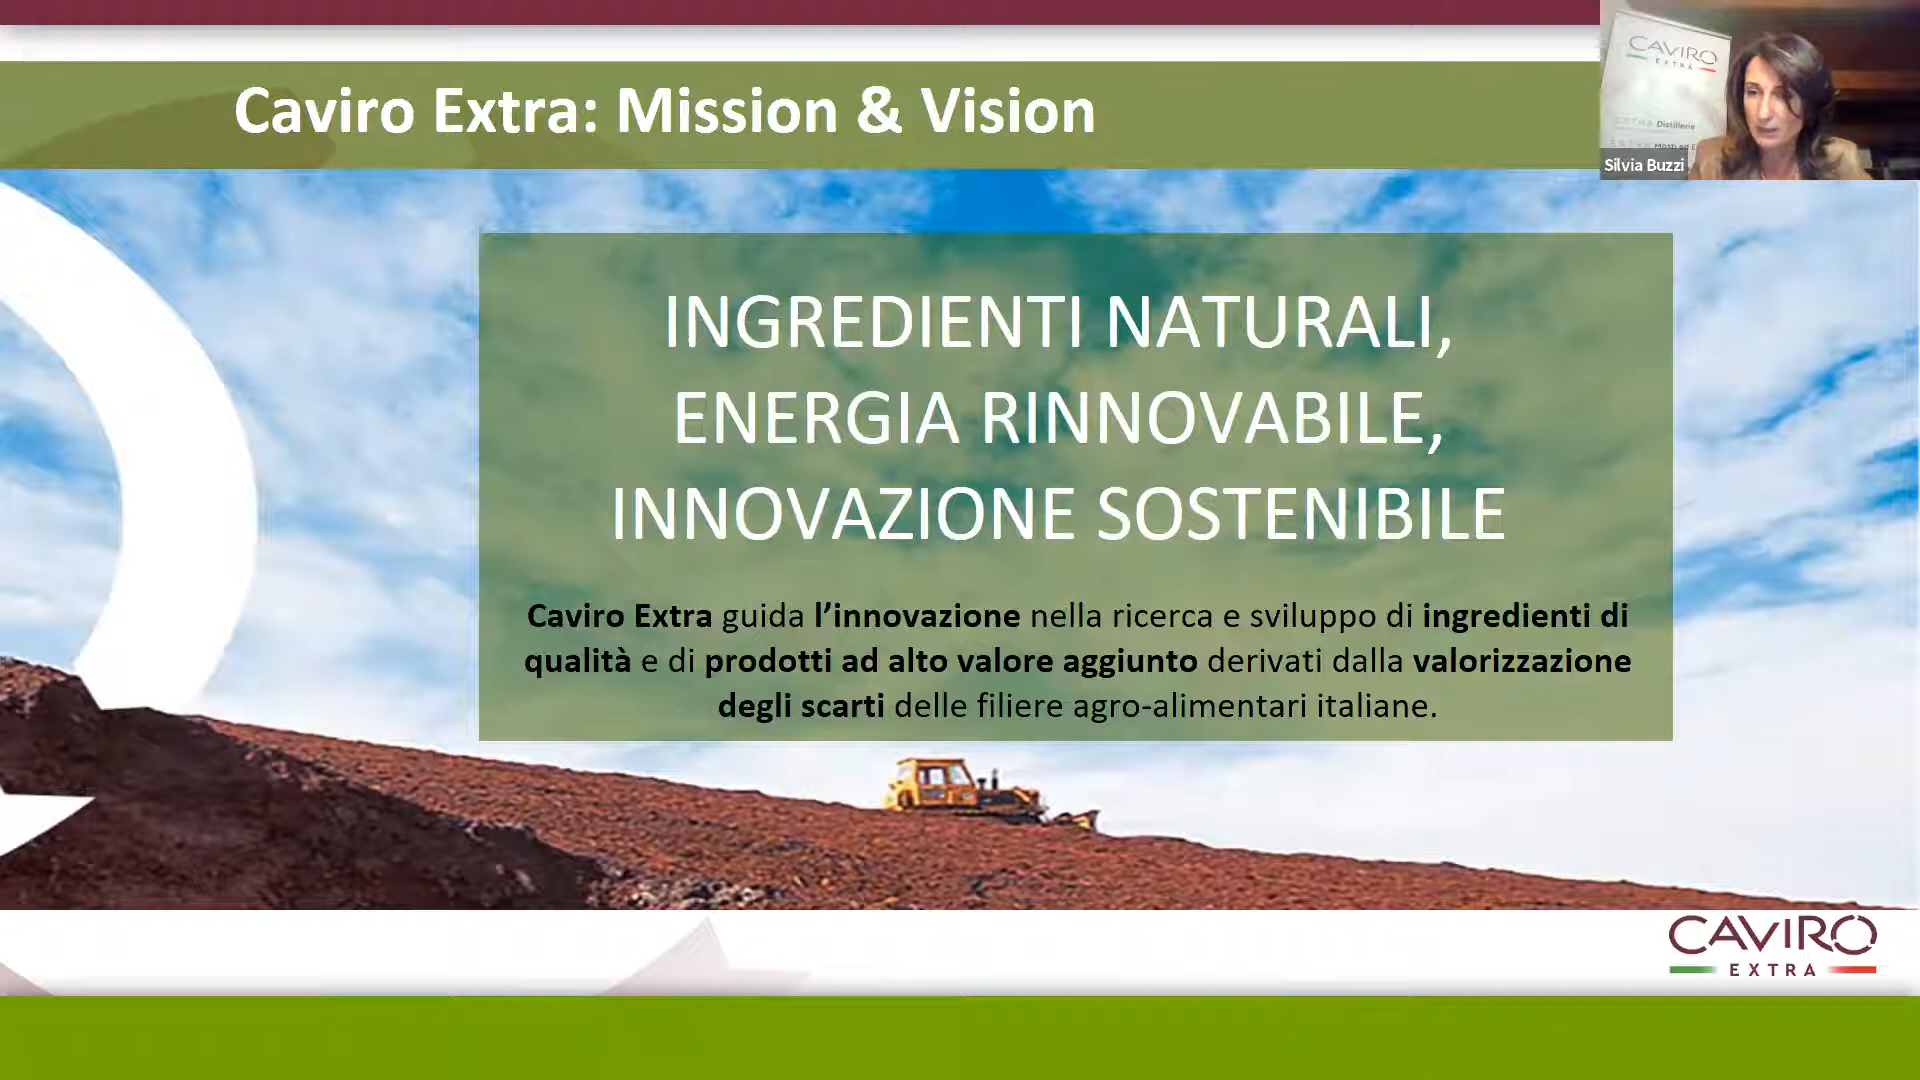 Caviro Extra: Mission & Vision
CAVIRO
EXTRA
Distillerie
Silvia Buzzi
INGREDIENTI NATURALI,
ENERGIA RINNOVABILE,
INNOVAZIONE SOSTENIBILE
Caviro Extra guida l’innovazione nella ricerca e sviluppo di ingredienti di
qualità e di prodotti ad alto valore aggiunto derivati dalla valorizzazione
degli scarti delle filiere agro-alimentari italiane.
CAVIRO
EXTRA